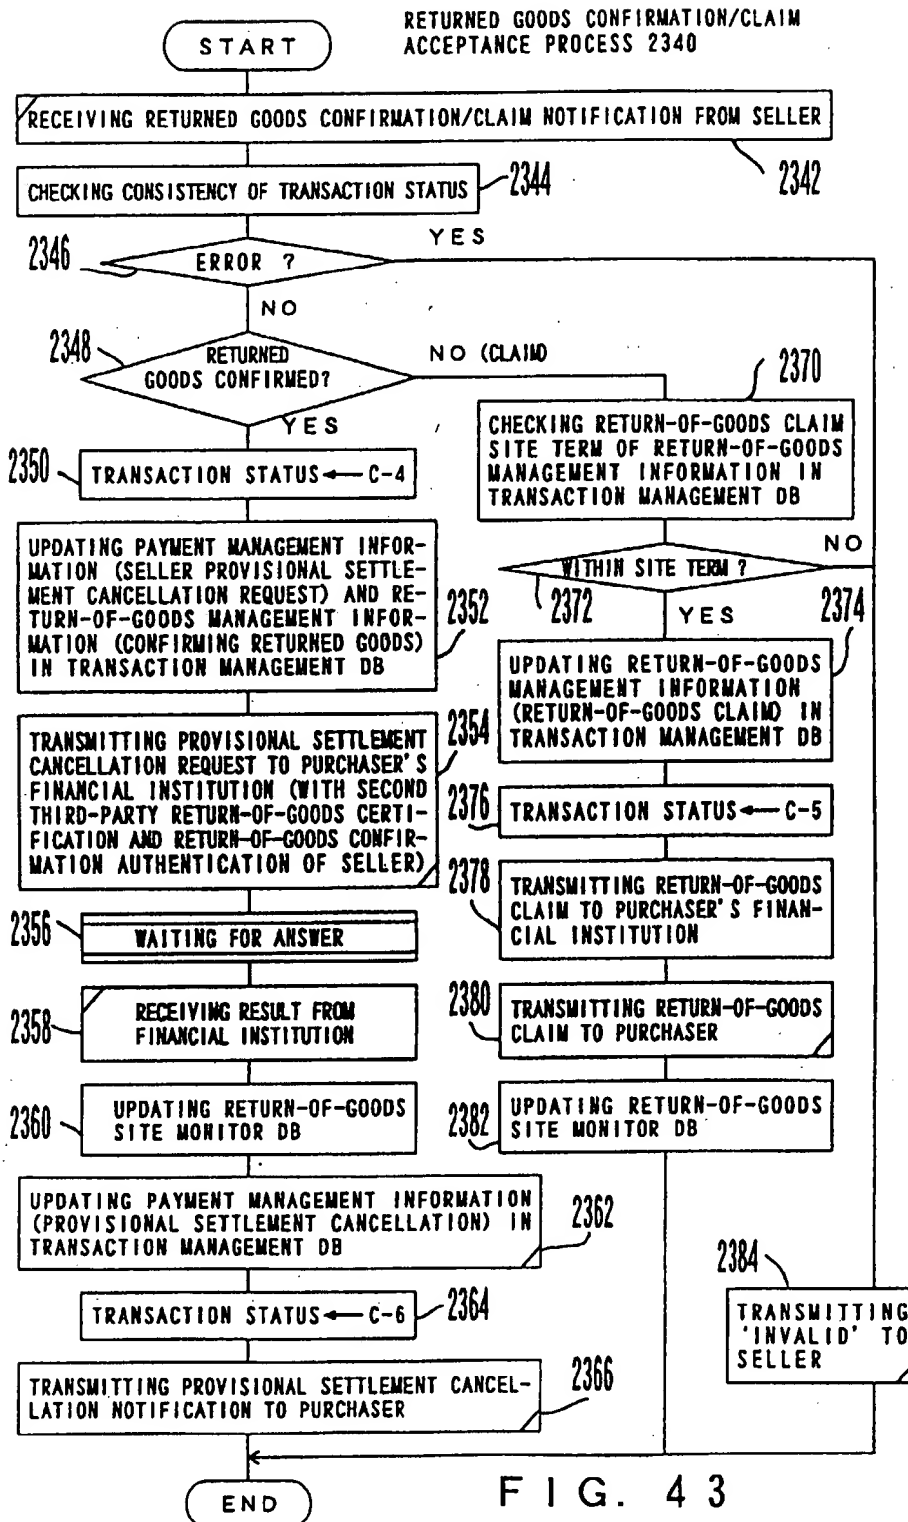 RETURNED GOODS CONFIRMATION/CLAIM
ACCEPTANCE PROCESS 2340
START
RECEIVING RETURNED GOODS CONFIRMATION/CLAIM NOTIFICATION FROM SELLER
2342
CHECKING CONSISTENCY OF TRANSACTION STATUS
2344
2346
ERROR ?
YES
NO
2348
RETURNED
GOODS CONFIRMED?
NO (CLAIM)
YES
2350
TRANSACTION STATUS ← C-4
UPDATING PAYMENT MANAGEMENT INFOR-
MATION (SELLER PROVISIONAL SETTLE-
MENT CANCELLATION REQUEST) AND RE-
TURN-OF-GOODS MANAGEMENT INFOR-
MATION (CONFIRMING RETURNED GOODS)
IN TRANSACTION MANAGEMENT DB
2352
TRANSMITTING PROVISIONAL SETTLEMENT
CANCELLATION REQUEST TO PURCHASER'S
FINANCIAL INSTITUTION (WITH SECOND
THIRD-PARTY RETURN-OF-GOODS CERTI-
FICATION AND RETURN-OF-GOODS CONFIR-
MATION AUTHENTICATION OF SELLER)
2354
2356
WAITING FOR ANSWER
2358
RECEIVING RESULT FROM
FINANCIAL INSTITUTION
2360
UPDATING RETURN-OF-GOODS
SITE MONITOR DB
UPDATING PAYMENT MANAGEMENT INFORMATION
(PROVISIONAL SETTLEMENT CANCELLATION) IN
TRANSACTION MANAGEMENT DB
2362
TRANSACTION STATUS ← C-6
2364
TRANSMITTING PROVISIONAL SETTLEMENT CANCEL-
LATION NOTIFICATION TO PURCHASER
2366
END
2370
CHECKING RETURN-OF-GOODS CLAIM
SITE TERM OF RETURN-OF-GOODS
MANAGEMENT INFORMATION IN
TRANSACTION MANAGEMENT DB
NO
WITHIN SITE TERM ?
2372
YES
2374
UPDATING RETURN-OF-GOODS
MANAGEMENT INFORMATION
(RETURN-OF-GOODS CLAIM) IN
TRANSACTION MANAGEMENT DB
2376
TRANSACTION STATUS ← C-5
2378
TRANSMITTING RETURN-OF-GOODS
CLAIM TO PURCHASER'S FINAN-
CIAL INSTITUTION
2380
TRANSMITTING RETURN-OF-GOODS
CLAIM TO PURCHASER
2382
UPDATING RETURN-OF-GOODS
SITE MONITOR DB
2384
TRANSMITTING
'INVALID' TO
SELLER
FIG. 43